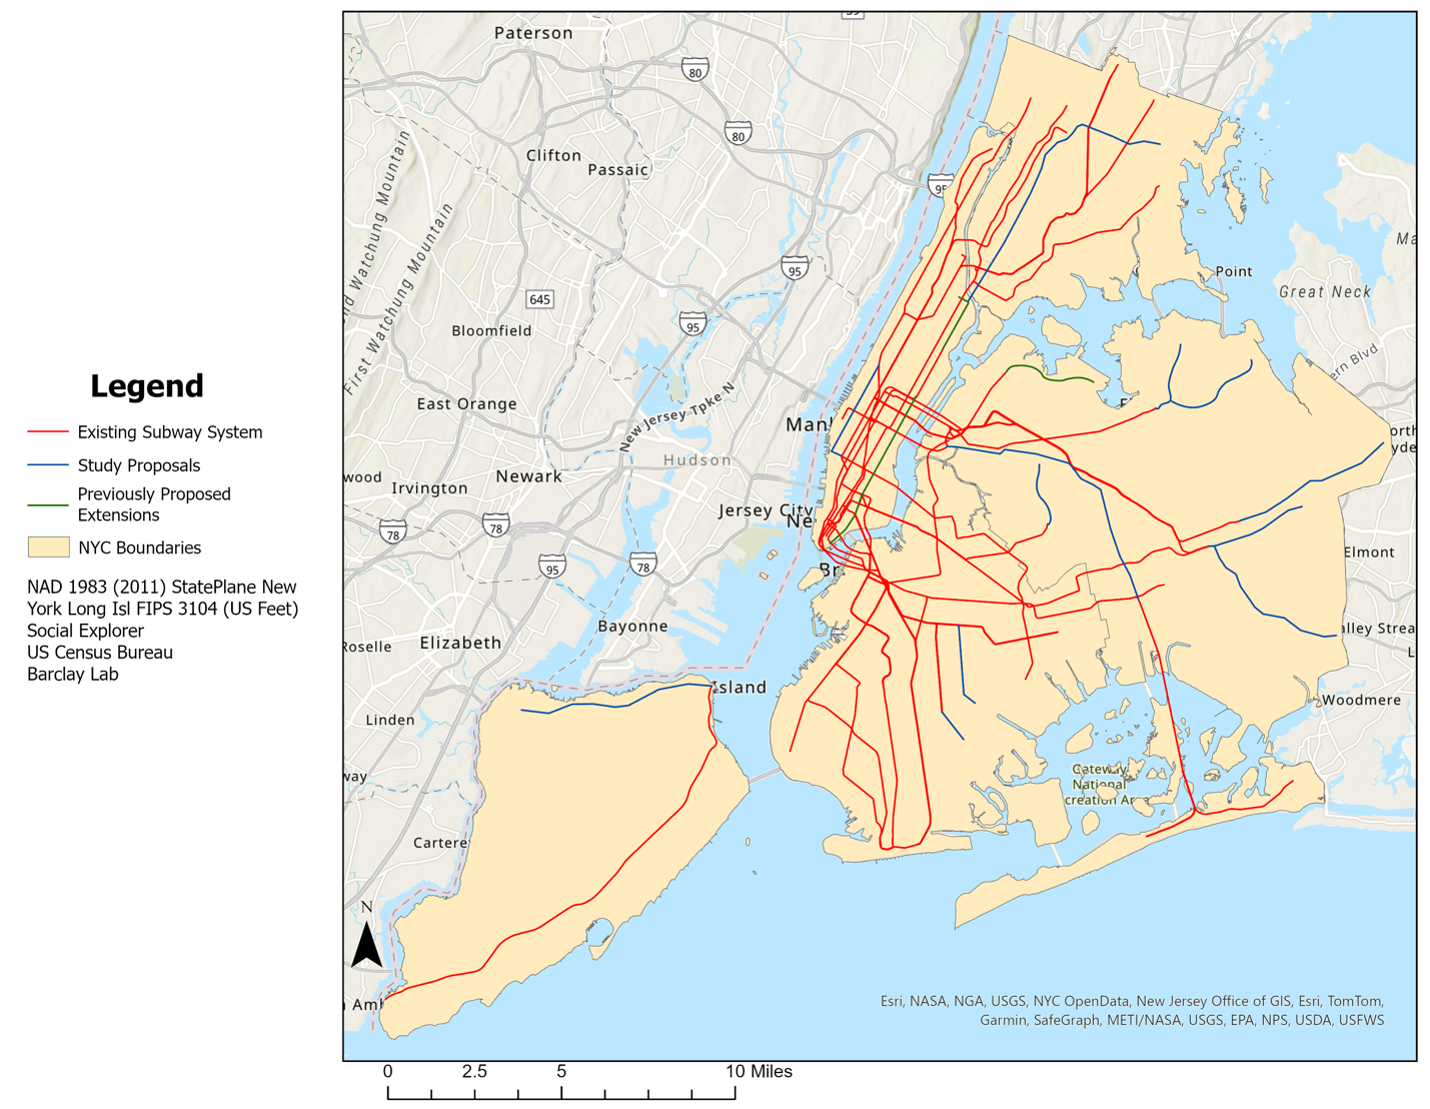 Legend
Existing Subway System
Study Proposals
Previously Proposed
Extensions
NYC Boundaries
NAD 1983 (2011) StatePlane New
York Long Isl FIPS 3104 (US Feet)
Social Explorer
US Census Bureau
Barclay Lab
Paterson
80
80
Clifton
Passaic
95
nd Watchung Mountain
First Watchung Mountain
95
645
95
Bloomfield
Point
Great Neck
Ma
ern Blvd
East Orange
New Jersey Tpke N
Man
Hudson
wood
Irvington
Newark
Jersey City
Ne
78
78
95
78
Br
orth
yde
Elmont
Bayonne
Roselle
Elizabeth
lley Strea
L
Island
Linden
Woodmere
way
Gateway
National
creation Ar
Cartere
N
Amb
Esri, NASA, NGA, USGS, NYC OpenData, New Jersey Office of GIS, Esri, TomTom,
Garmin, SafeGraph, METI/NASA, USGS, EPA, NPS, USDA, USFWS
0 2.5 5 10 Miles